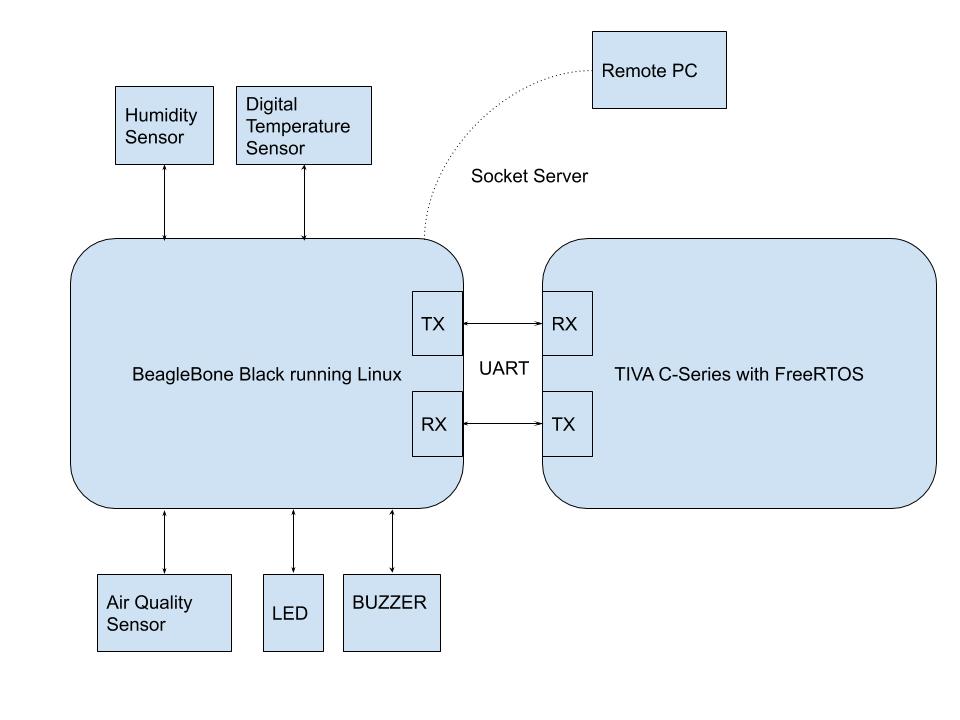 Remote PC
Humidity
Sensor
Digital
Temperature
Sensor
Socket Server
TX
RX
BeagleBone Black running Linux
UART
TIVA C-Series with FreeRTOS
RX
TX
Air Quality
Sensor
LED
BUZZER